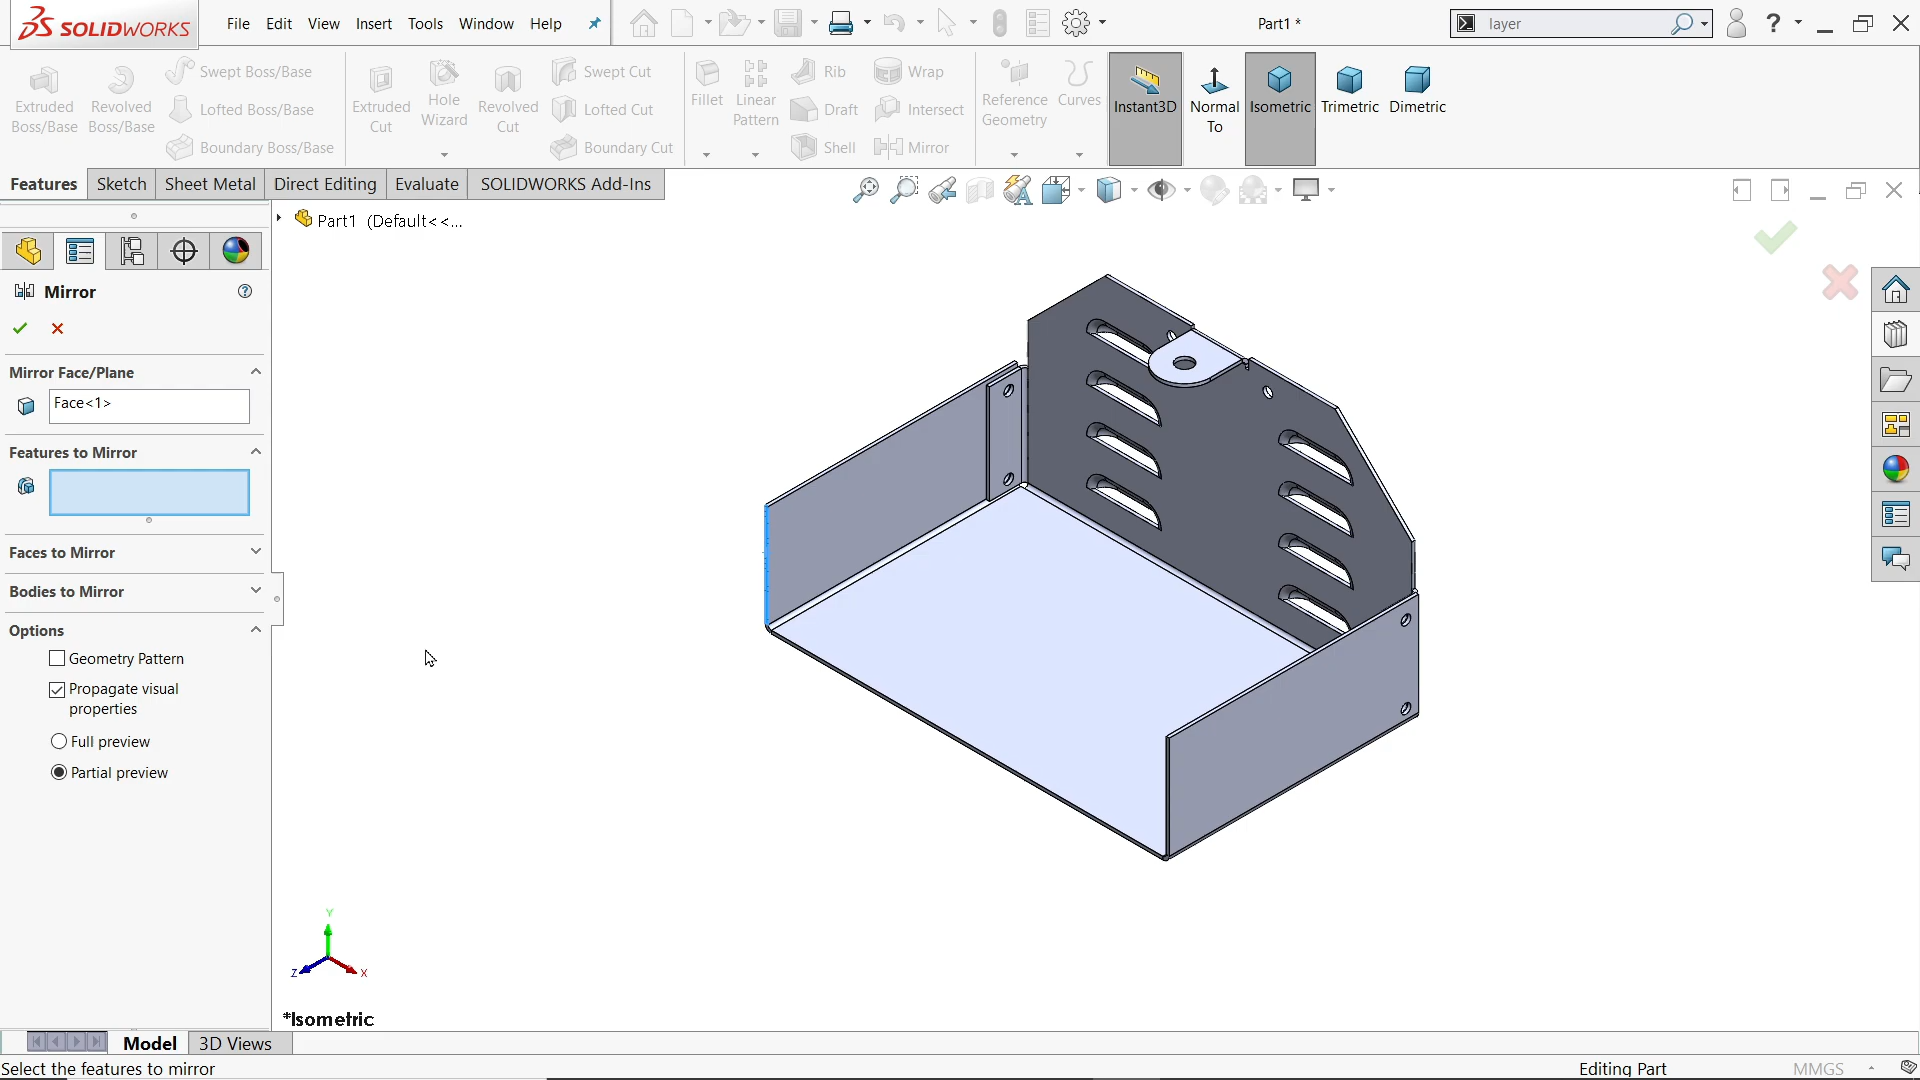 SOLIDWORKS File Edit View Insert Tools Window Help Part1 * layer ?
Extruded Boss/Base
Revolved Boss/Base
Swept Boss/Base
Lofted Boss/Base
Boundary Boss/Base
Extruded Cut
Hole Wizard
Revolved Cut
Swept Cut
Lofted Cut
Boundary Cut
Fillet
Linear Pattern
Rib
Draft
Shell
Wrap
Intersect
Mirror
Reference Geometry
Curves
Instant3D
Normal To
Isometric
Trimetric
Dimetric
Features Sketch Sheet Metal Direct Editing Evaluate SOLIDWORKS Add-Ins
Part1 (Default<<...
Mirror
Mirror Face/Plane
Face<1>
Features to Mirror
Faces to Mirror
Bodies to Mirror
Options
Geometry Pattern
Propagate visual
properties
Full preview
Partial preview
Y
Z X
*Isometric
Model 3D Views
Select the features to mirror Editing Part MMGS